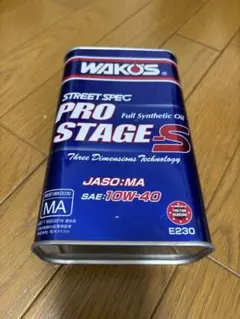 WAKO'S
STREET SPEC
PRO
Full Synthetic Oil
STAGE-S
Three Dimensions Technology
JASO:MA
MA
SAE:10W-40
E230